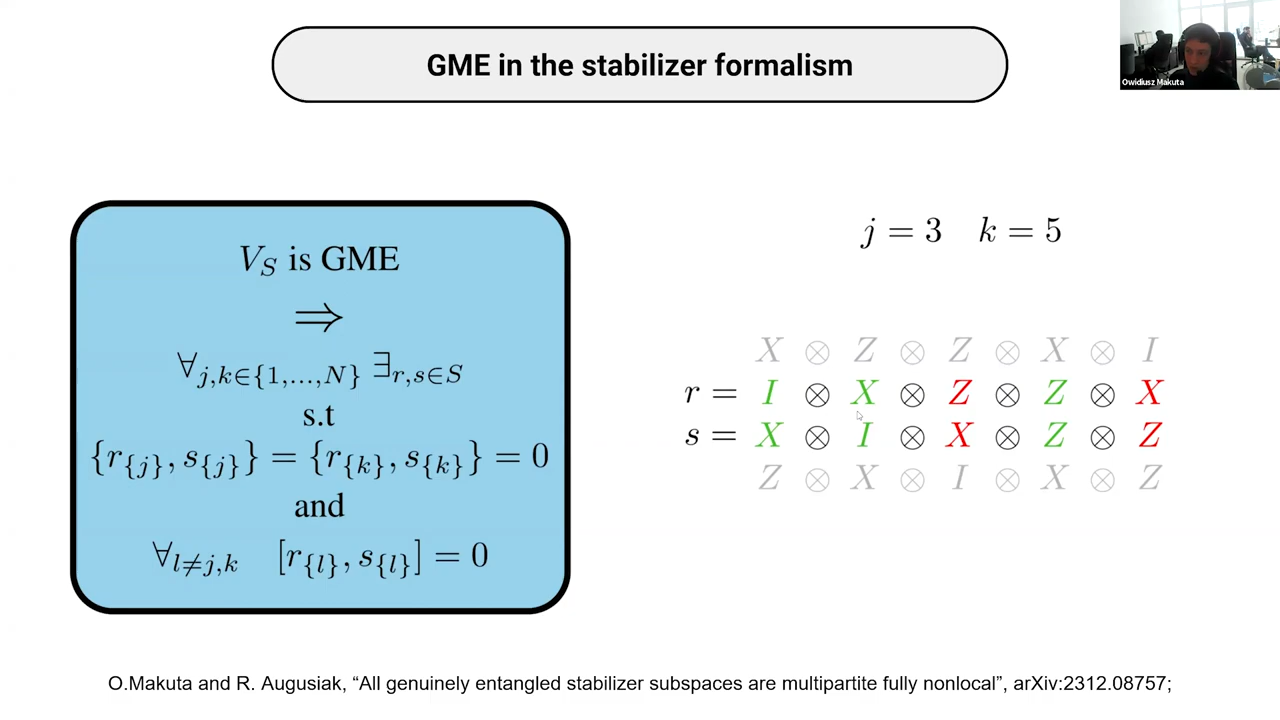 GME in the stabilizer formalism
Owidiusz Makuta
V_S is GME
⇒
∀_{j,k∈{1,...,N}} ∃_{r,s∈S}
s.t
{r_{{j}}, s_{{j}}} = {r_{{k}}, s_{{k}}} = 0
and
∀_{l≠j,k} [r_{{l}}, s_{{l}}] = 0
j = 3 k = 5
X ⊗ Z ⊗ Z ⊗ X ⊗ I
r = I ⊗ X ⊗ Z ⊗ Z ⊗ X
s = X ⊗ I ⊗ X ⊗ Z ⊗ Z
Z ⊗ X ⊗ I ⊗ X ⊗ Z
O.Makuta and R. Augusiak, “All genuinely entangled stabilizer subspaces are multipartite fully nonlocal”, arXiv:2312.08757;